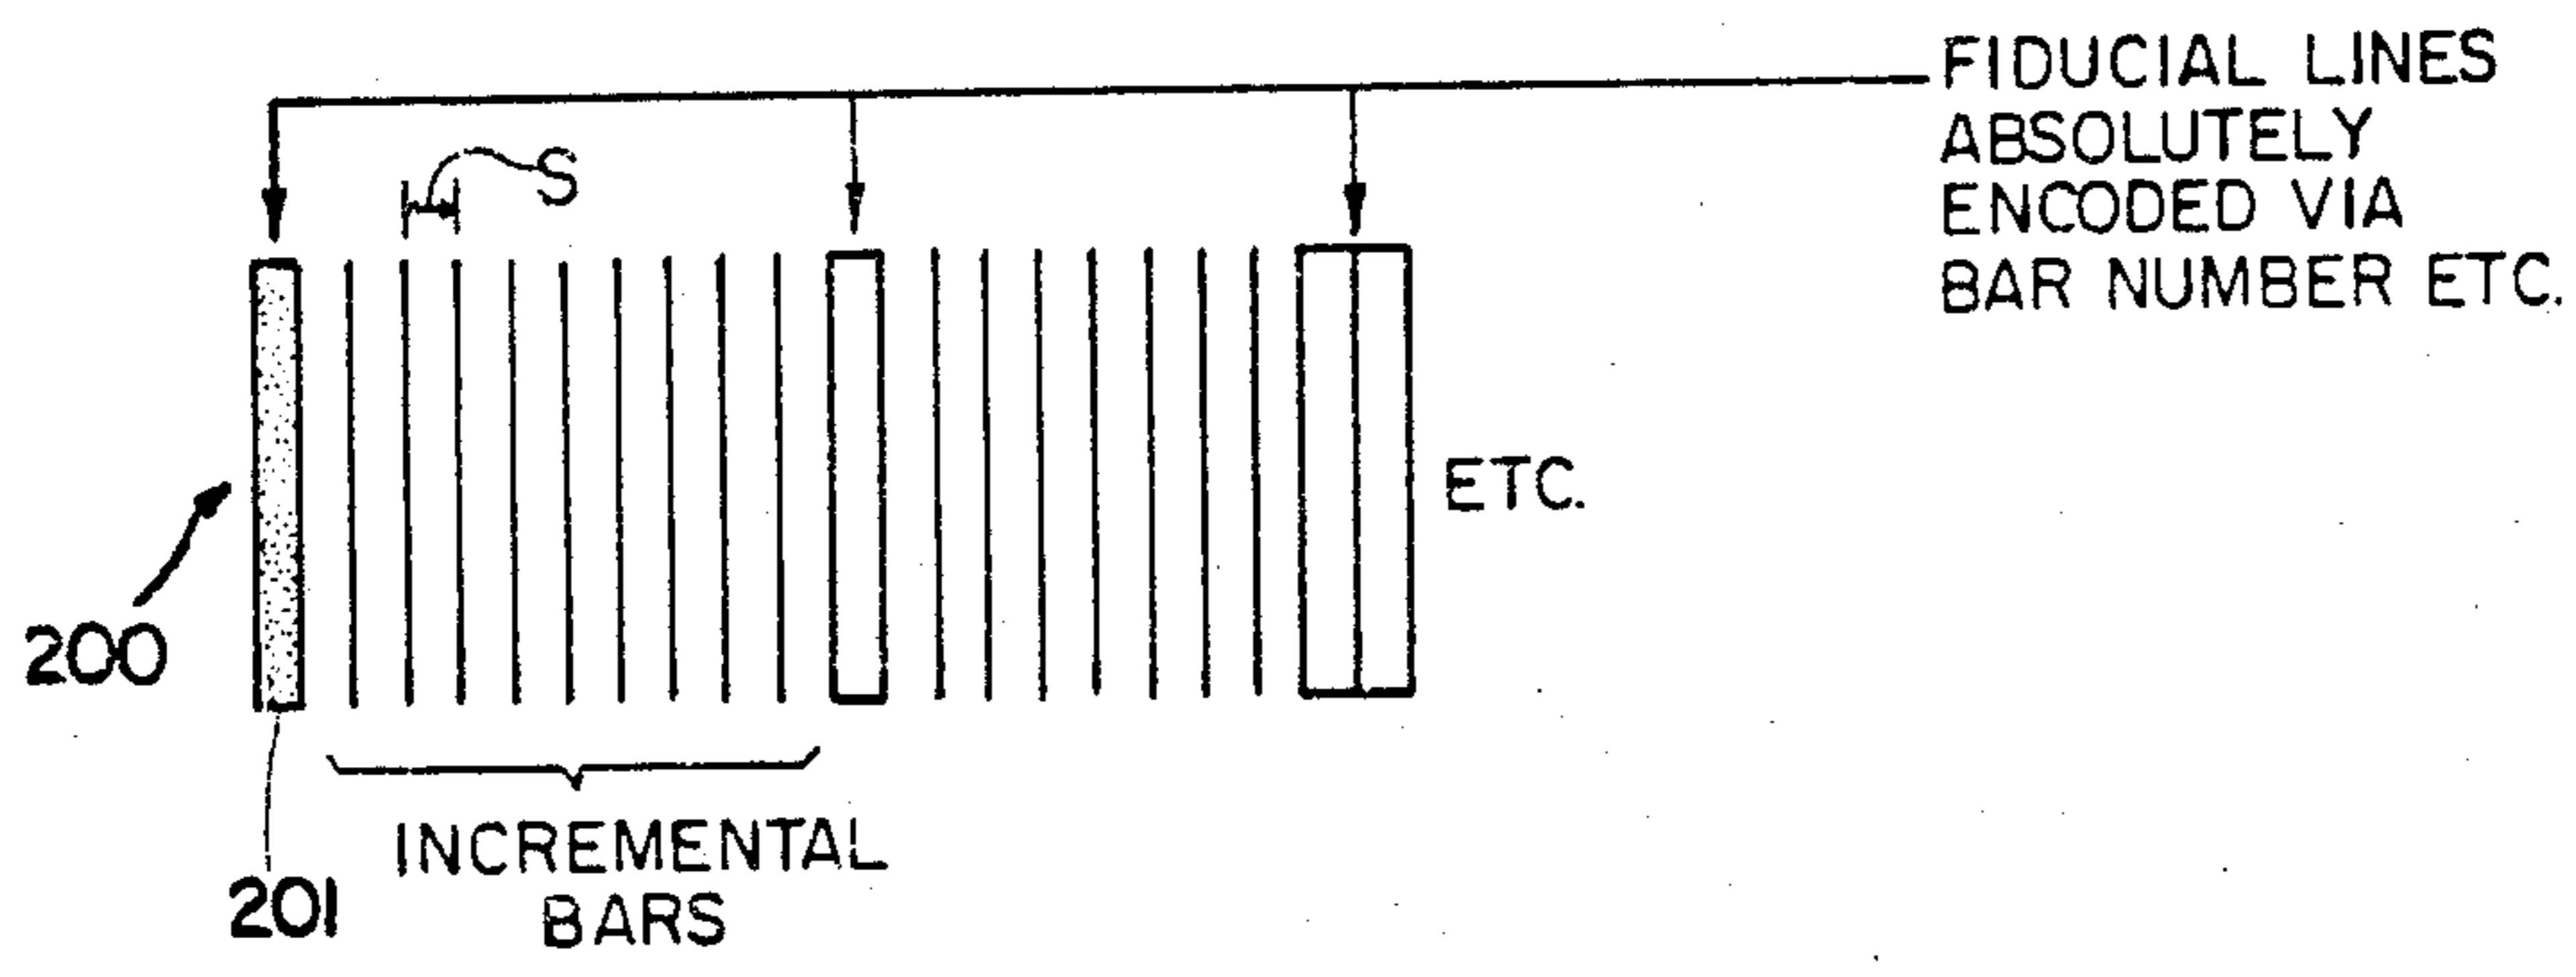 FIDUCIAL LINES
ABSOLUTELY
ENCODED VIA
BAR NUMBER ETC.
S
ETC.
200
INCREMENTAL
BARS
201